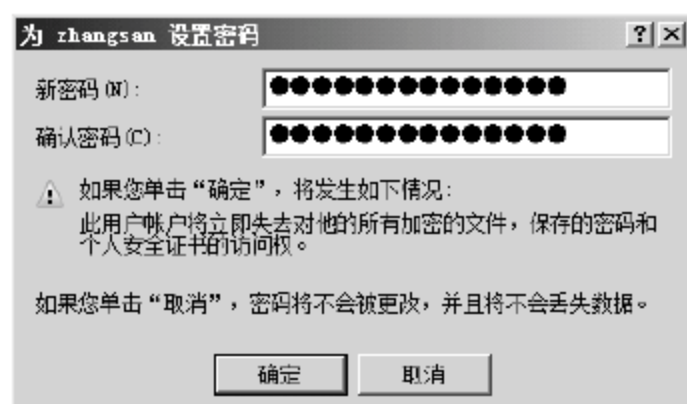 为 zhangsan 设置密码
新密码(N):
●●●●●●●●●●●●●●
确认密码(C):
●●●●●●●●●●●●●●
如果您单击“确定”，将发生如下情况:
此用户帐户将立即失去对他的所有加密的文件，保存的密码和
个人安全证书的访问权。
如果您单击“取消”，密码将不会被更改，并且将不会丢失数据。
确定
取消